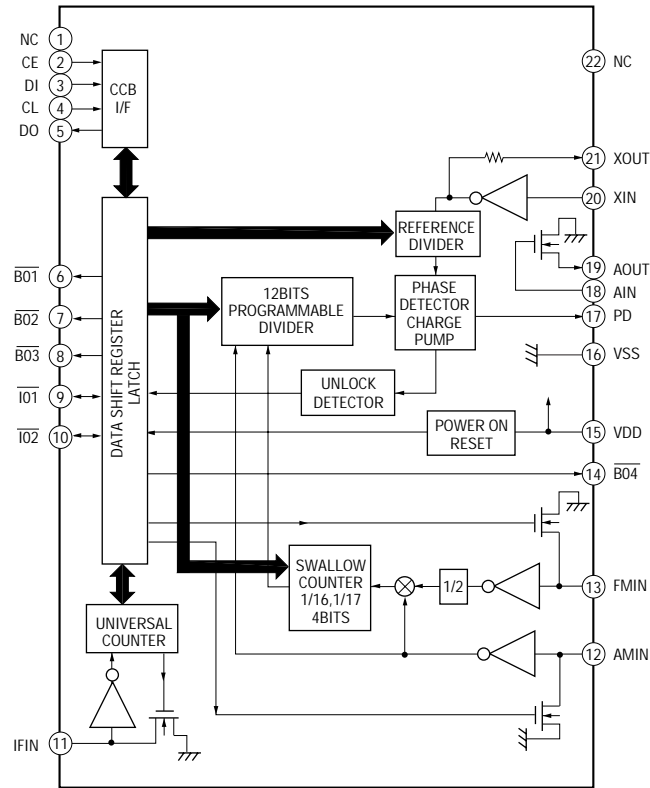 NC 1
CE 2
DI 3
CL 4
DO 5
CCB
I/F
22 NC
21 XOUT
20 XIN
REFERENCE
DIVIDER
19 AOUT
18 AIN
17 PD
16 VSS
B01 6
B02 7
B03 8
I01 9
I02 10
DATA SHIFT REGISTER
LATCH
12BITS
PROGRAMMABLE
DIVIDER
PHASE
DETECTOR
CHARGE
PUMP
UNLOCK
DETECTOR
POWER ON
RESET
15 VDD
14 B04
SWALLOW
COUNTER
1/16,1/17
4BITS
1/2
13 FMIN
12 AMIN
UNIVERSAL
COUNTER
IFIN 11